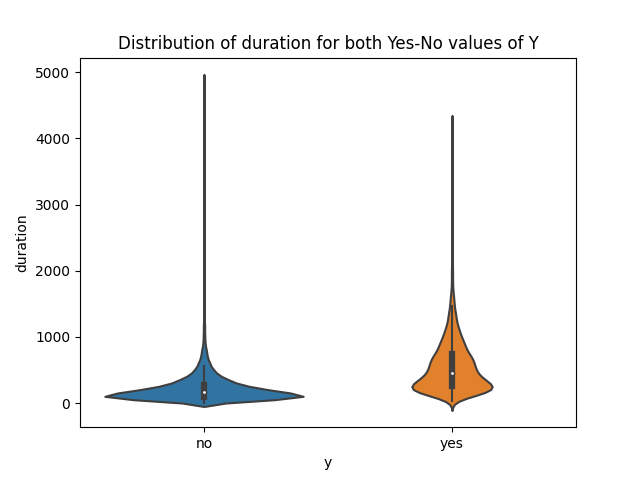 Distribution of duration for both Yes-No values of Y
5000
4000
3000
2000
1000
0
duration
no
yes
y